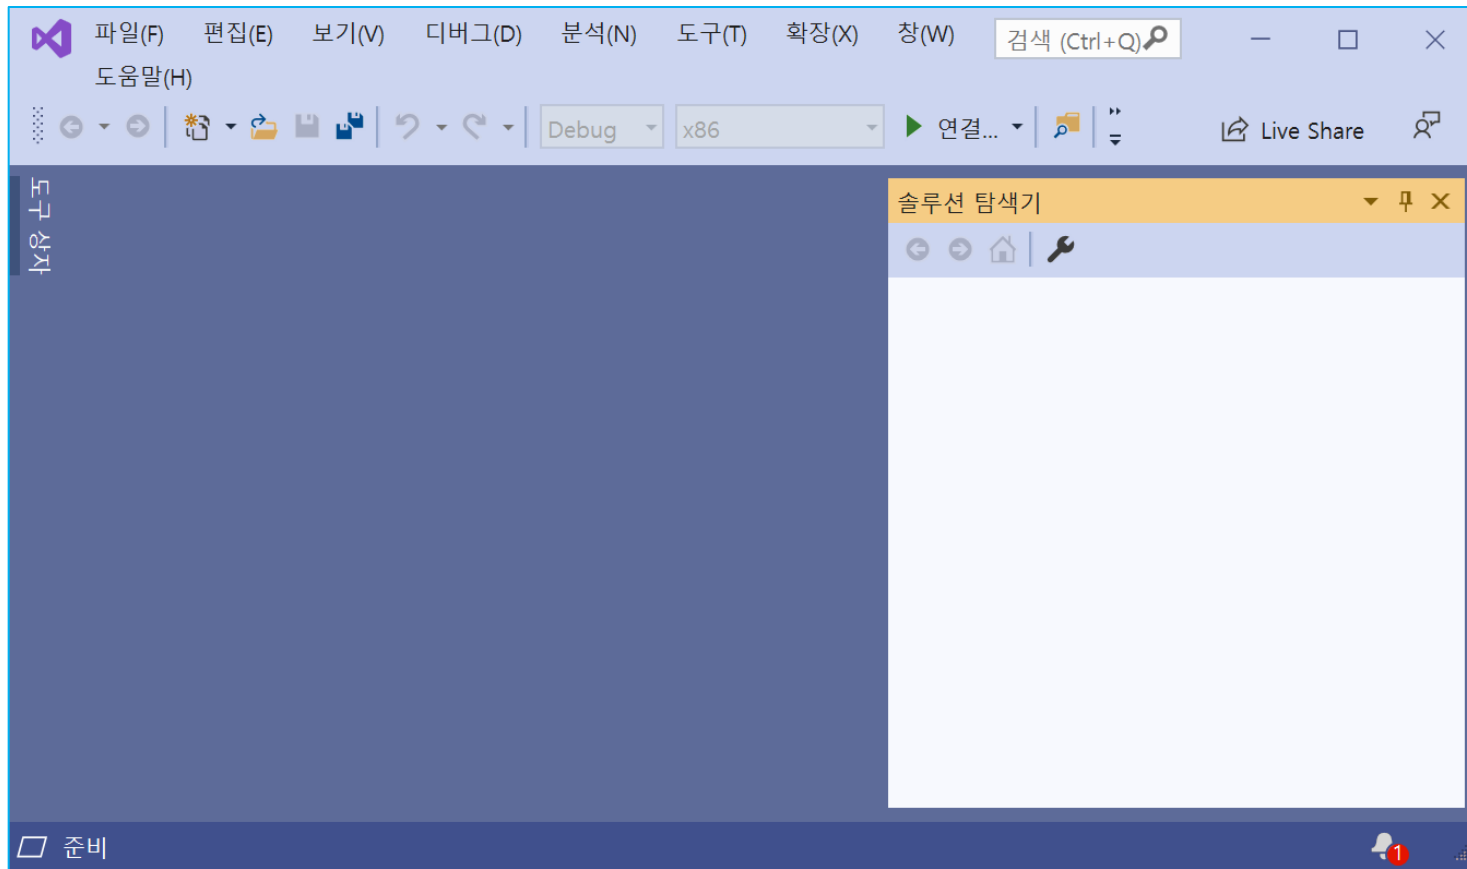 파일(F) 편집(E) 보기(V) 디버그(D) 분석(N) 도구(T) 확장(X) 창(W) 검색 (Ctrl+Q)
도움말(H)
Debug x86 연결... Live Share
도구 상자
솔루션 탐색기
준비
1